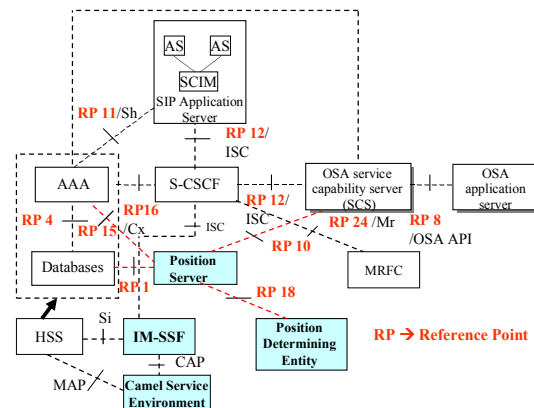 AS
AS
SCIM
SIP Application
Server
RP 11/Sh
RP 12/
ISC
AAA
S-CSCF
OSA service
capability server
(SCS)
OSA
application
server
RP 4
RP16
RP 15/Cx
ISC
RP 12/
ISC
RP 24 /Mr
RP 8
/OSA API
RP 10
Databases
RP 1
Position
Server
MRFC
RP 18
HSS
Si
IM-SSF
Position
Determining
Entity
RP → Reference Point
MAP
CAP
Camel Service
Environment